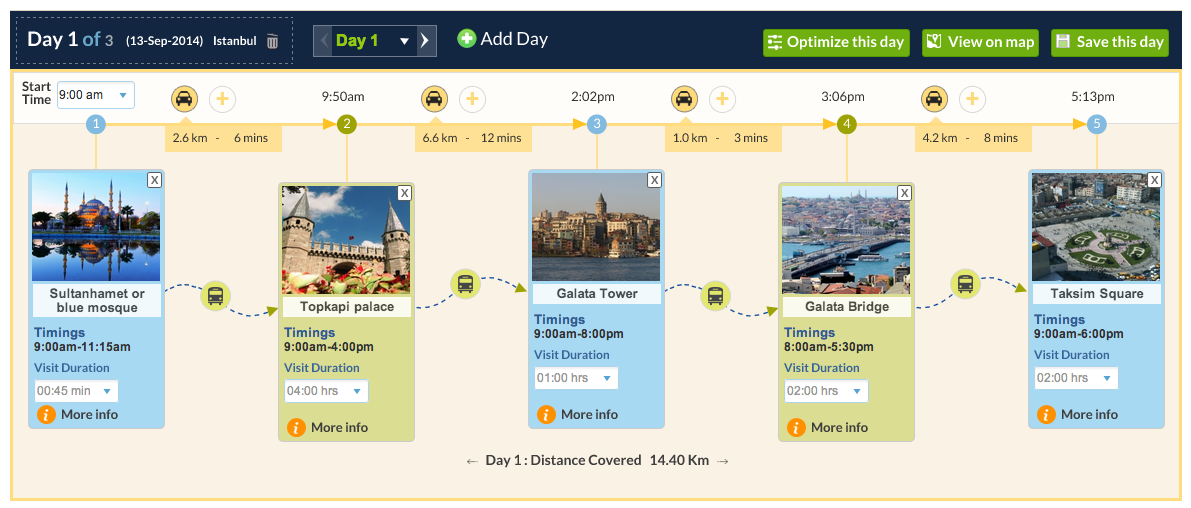 Day 1 of 3 (13-Sep-2014) Istanbul
Day 1
Add Day
Optimize this day
View on map
Save this day
Start Time
9:00 am
9:50am
2:02pm
3:06pm
5:13pm
1
2
3
4
5
2.6 km - 6 mins
6.6 km - 12 mins
1.0 km - 3 mins
4.2 km - 8 mins
X
Sultanhamet or
blue mosque
Timings
9:00am-11:15am
Visit Duration
00:45 min
i More info
X
Topkapi palace
Timings
9:00am-4:00pm
Visit Duration
04:00 hrs
i More info
X
Galata Tower
Timings
9:00am-8:00pm
Visit Duration
01:00 hrs
i More info
X
Galata Bridge
Timings
8:00am-5:30pm
Visit Duration
02:00 hrs
i More info
X
Taksim Square
Timings
9:00am-6:00pm
Visit Duration
02:00 hrs
i More info
← Day 1 : Distance Covered 14.40 Km →